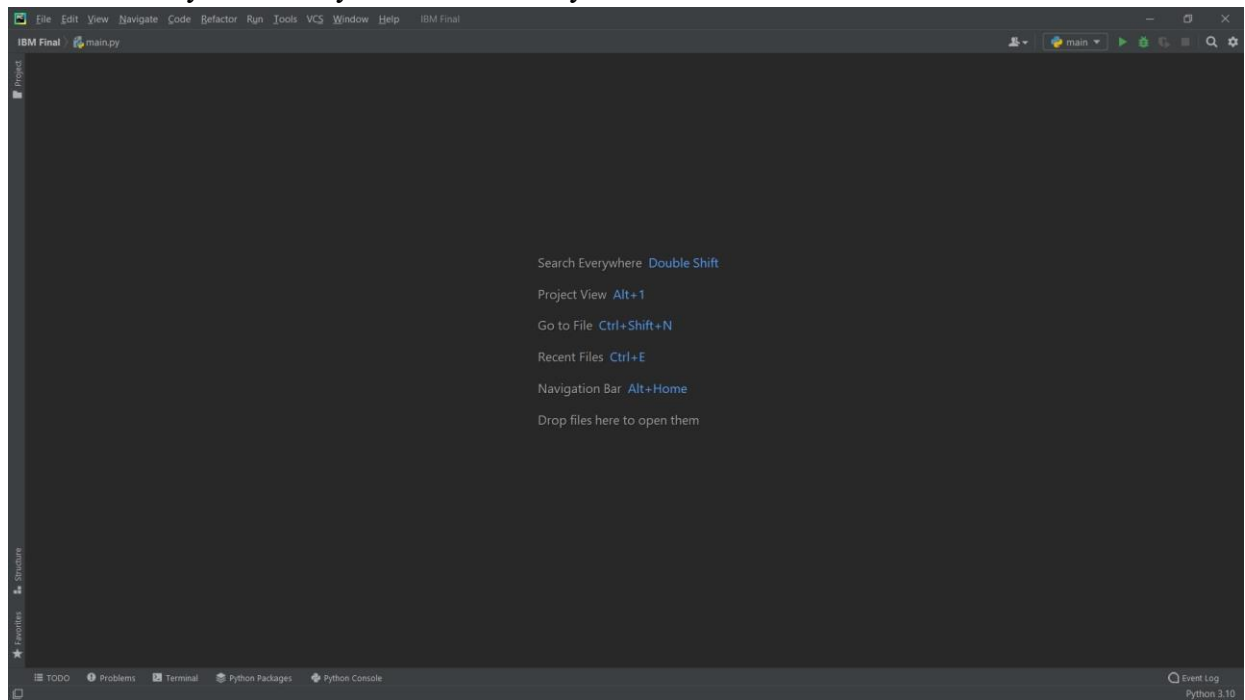 File Edit View Navigate Code Refactor Run Tools VCS Window Help IBM Final
IBM Final main.py main
Project
Search Everywhere Double Shift
Project View Alt+1
Go to File Ctrl+Shift+N
Recent Files Ctrl+E
Navigation Bar Alt+Home
Drop files here to open them
Structure
Favorites
TODO Problems Terminal Python Packages Python Console Event Log
Python 3.10